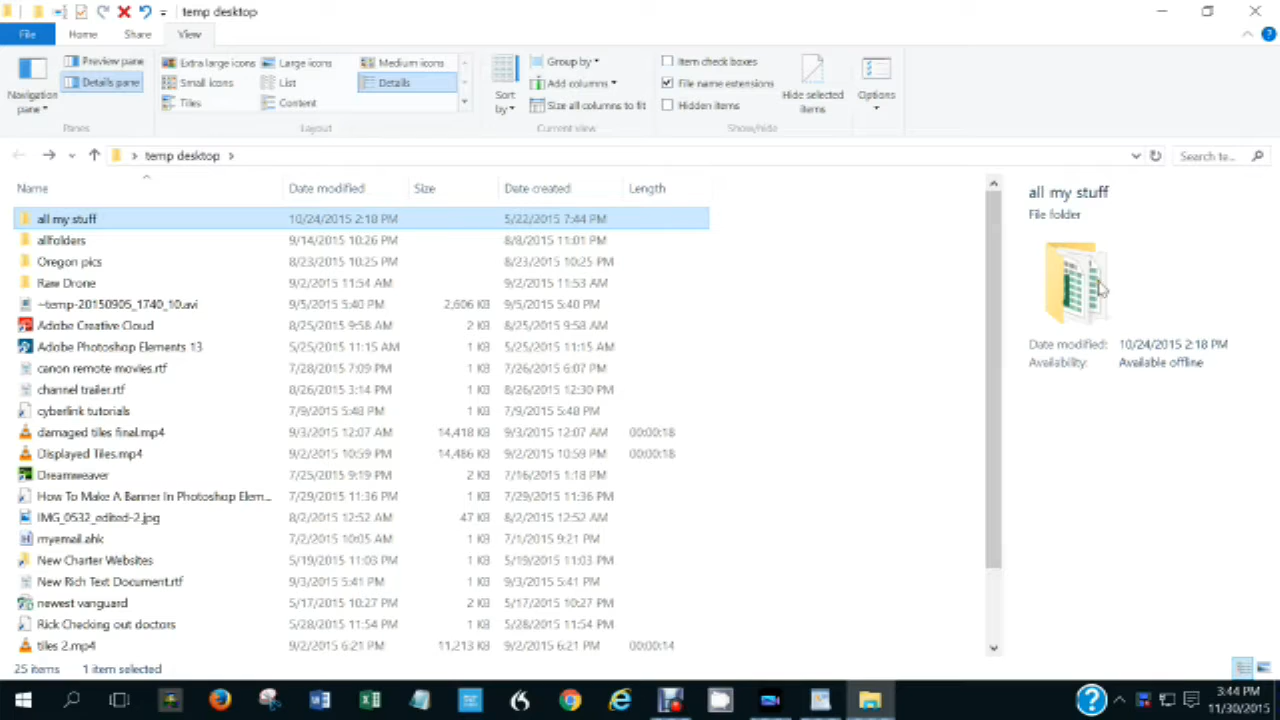 temp desktop
File Home Share View
Preview pane Extra large icons Large icons Medium icons Group by Item check boxes
Details pane Small icons List Details Add columns File name extensions
Navigation pane Tiles Content Sort by Size all columns to fit Hidden items Hide selected items Options
Panes Layout Current view Show/hide
temp desktop Search te...
Name Date modified Size Date created Length
all my stuff 10/24/2015 2:18 PM 5/22/2015 7:44 PM
allfolders 9/14/2015 10:26 PM 8/8/2015 11:01 PM
Oregon pics 8/23/2015 10:25 PM 8/23/2015 10:25 PM
Raw Drone 9/2/2015 11:54 AM 9/2/2015 11:53 AM
~temp-20150905_1740_10.avi 9/5/2015 5:40 PM 2,606 KB 9/5/2015 5:40 PM
Adobe Creative Cloud 8/25/2015 9:58 AM 2 KB 8/25/2015 9:58 AM
Adobe Photoshop Elements 13 5/25/2015 11:15 AM 1 KB 5/25/2015 11:15 AM
canon remote movies.rtf 7/28/2015 7:09 PM 1 KB 7/26/2015 6:07 PM
channel trailer.rtf 8/26/2015 3:14 PM 1 KB 8/26/2015 12:30 PM
cyberlink tutorials 7/9/2015 5:48 PM 1 KB 7/9/2015 5:48 PM
damaged tiles final.mp4 9/3/2015 12:07 AM 14,418 KB 9/3/2015 12:07 AM 00:00:18
Displayed Tiles.mp4 9/2/2015 10:59 PM 14,486 KB 9/2/2015 10:59 PM 00:00:18
Dreamweaver 7/25/2015 9:19 PM 2 KB 7/16/2015 1:18 PM
How To Make A Banner In Photoshop Elem... 7/29/2015 11:36 PM 1 KB 7/29/2015 11:36 PM
IMG_0532_edited-2.jpg 8/2/2015 12:52 AM 47 KB 8/2/2015 12:52 AM
myemail.ahk 7/2/2015 10:05 AM 1 KB 7/1/2015 9:21 PM
New Charter Websites 5/19/2015 11:03 PM 1 KB 5/19/2015 11:03 PM
New Rich Text Document.rtf 9/3/2015 5:41 PM 1 KB 9/3/2015 5:41 PM
newest vanguard 5/17/2015 10:27 PM 2 KB 5/17/2015 10:27 PM
Rick Checking out doctors 5/28/2015 11:54 PM 1 KB 5/28/2015 11:54 PM
tiles 2.mp4 9/2/2015 6:21 PM 11,213 KB 9/2/2015 6:21 PM 00:00:14
all my stuff
File folder
Date modified: 10/24/2015 2:18 PM
Availability: Available offline
25 items 1 item selected
3:44 PM
11/30/2015